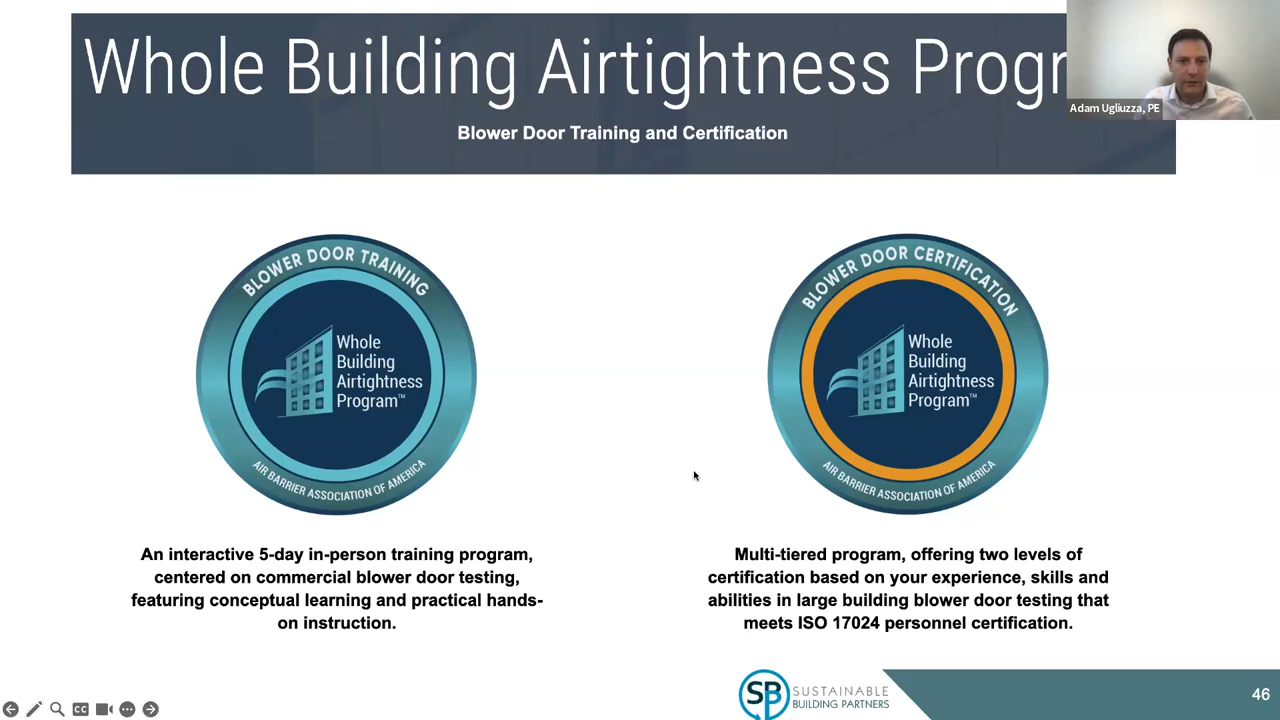 Whole Building Airtightness Progr
Adam Ugliuzza, PE
Blower Door Training and Certification
BLOWER DOOR TRAINING
Whole
Building
Airtightness
Program™
AIR BARRIER ASSOCIATION OF AMERICA
BLOWER DOOR CERTIFICATION
Whole
Building
Airtightness
Program™
AIR BARRIER ASSOCIATION OF AMERICA
An interactive 5-day in-person training program,
centered on commercial blower door testing,
featuring conceptual learning and practical hands-
on instruction.
Multi-tiered program, offering two levels of
certification based on your experience, skills and
abilities in large building blower door testing that
meets ISO 17024 personnel certification.
SBP
SUSTAINABLE
BUILDING PARTNERS
46
CC